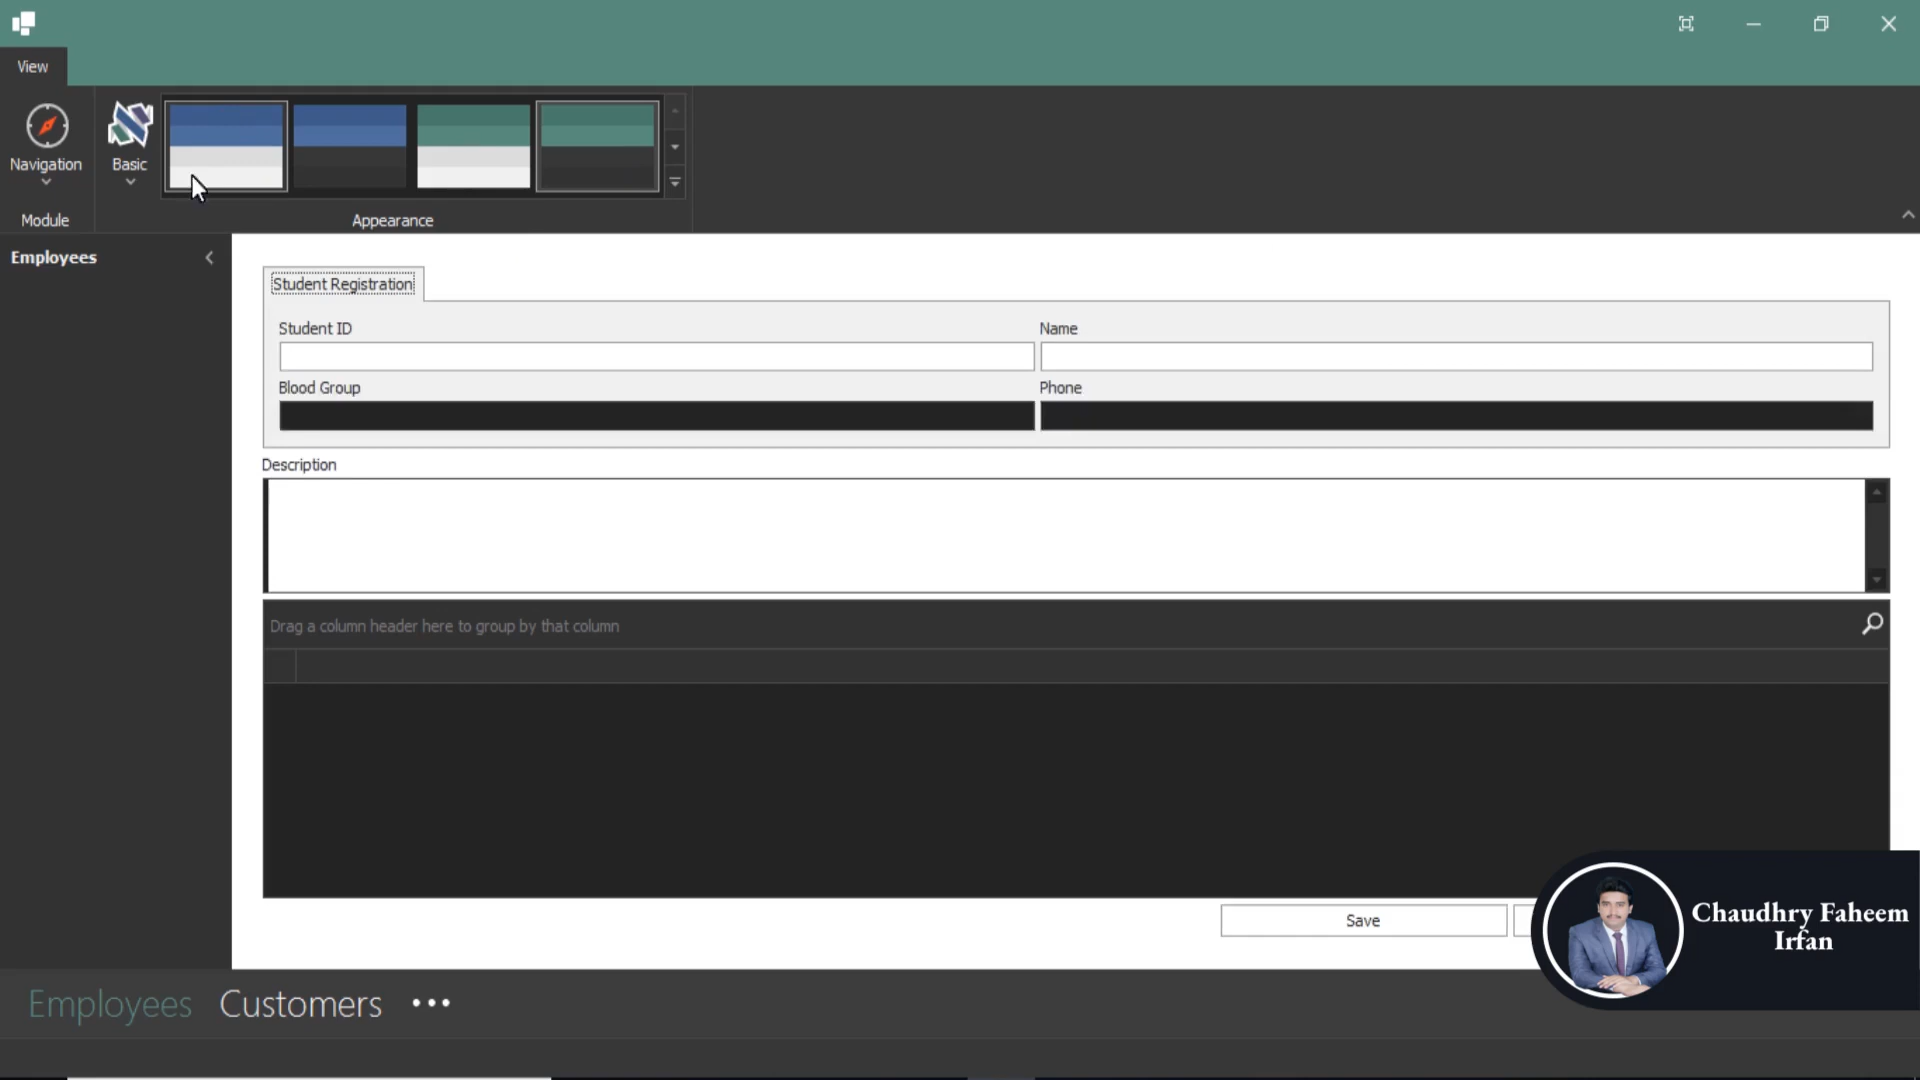 View
Navigation
Basic
Module
Appearance
Employees
Student Registration
Student ID
Name
Blood Group
Phone
Description
Drag a column header here to group by that column
Save
Chaudhry Faheem
Irfan
Employees
Customers
•••